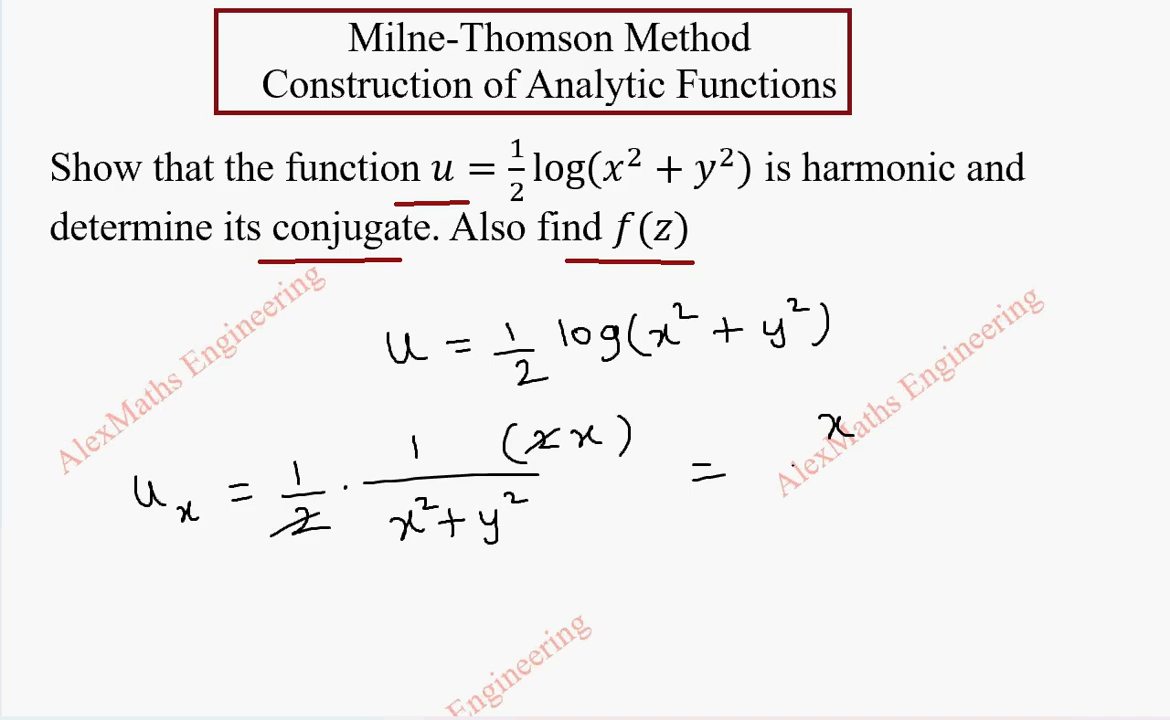 Milne-Thomson Method
Construction of Analytic Functions
Show that the function u = 1/2 log(x² + y²) is harmonic and
determine its conjugate. Also find f(z)
u = 1/2 log(x² + y²)
u_x = 1/2 · 1/(x² + y²) (2x) = x
AlexMaths Engineering
AlexMaths Engineering
Engineering